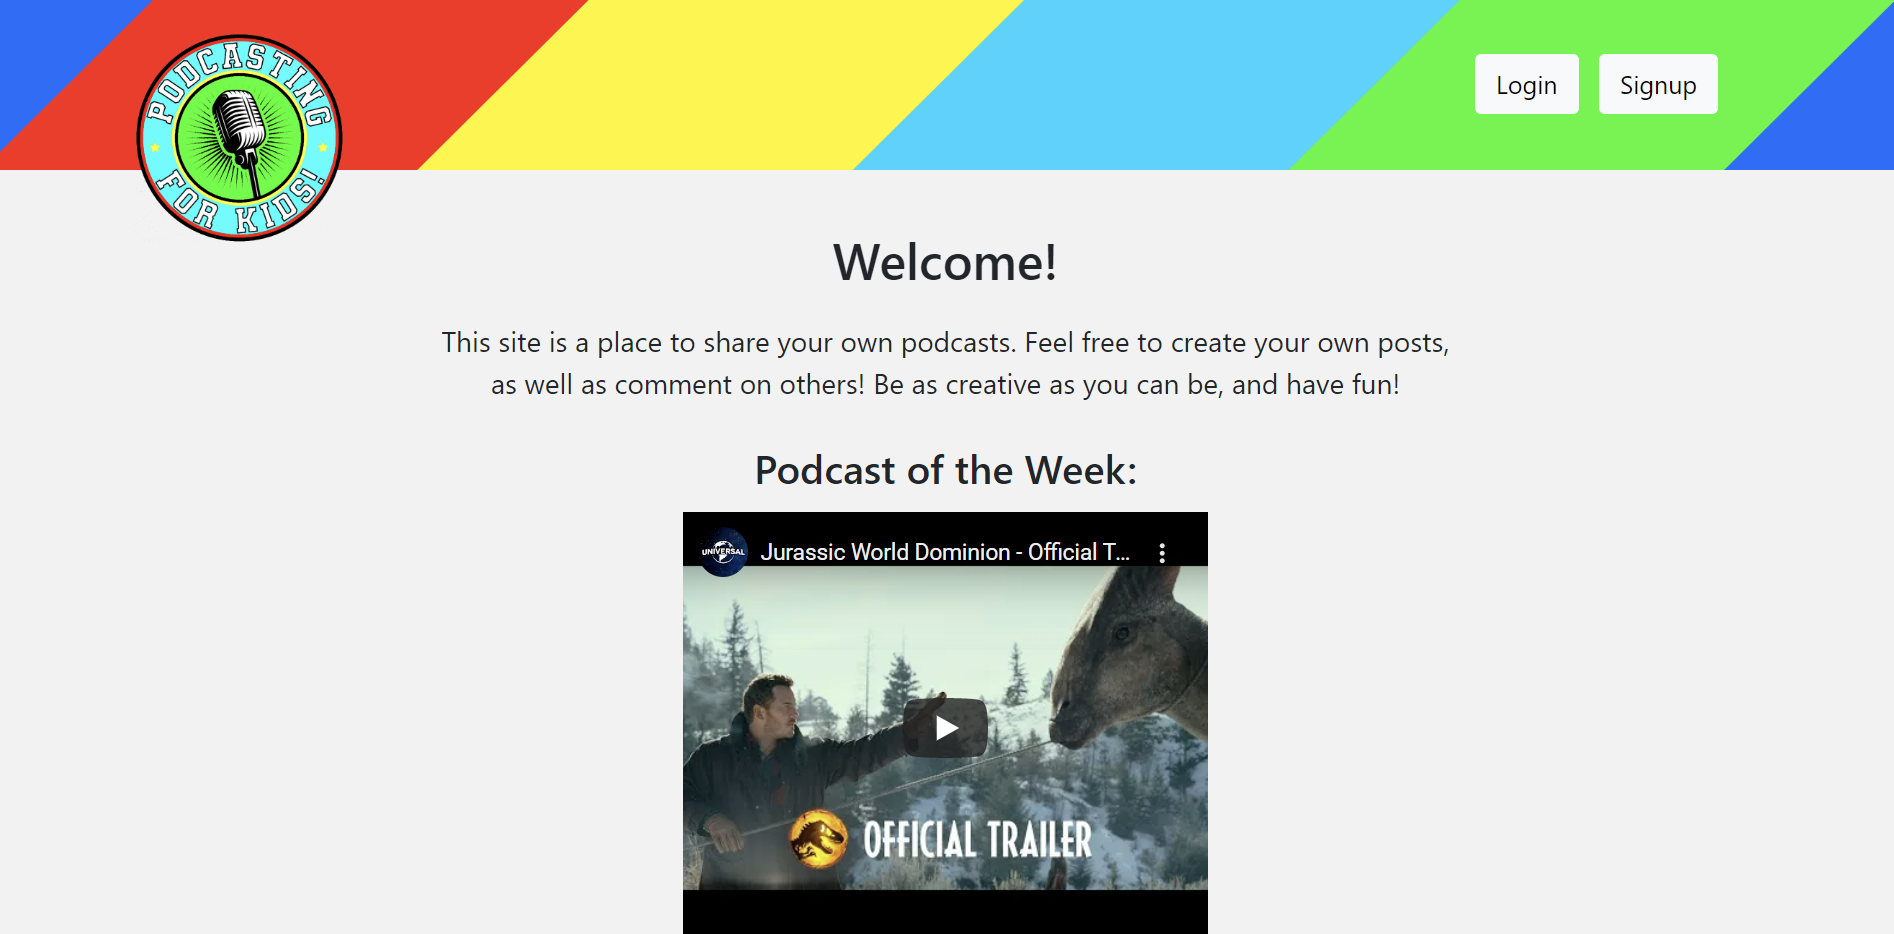 PODCASTING
FOR KIDS!
Login
Signup
Welcome!
This site is a place to share your own podcasts. Feel free to create your own posts,
as well as comment on others! Be as creative as you can be, and have fun!
Podcast of the Week:
UNIVERSAL
Jurassic World Dominion - Official T...
OFFICIAL TRAILER